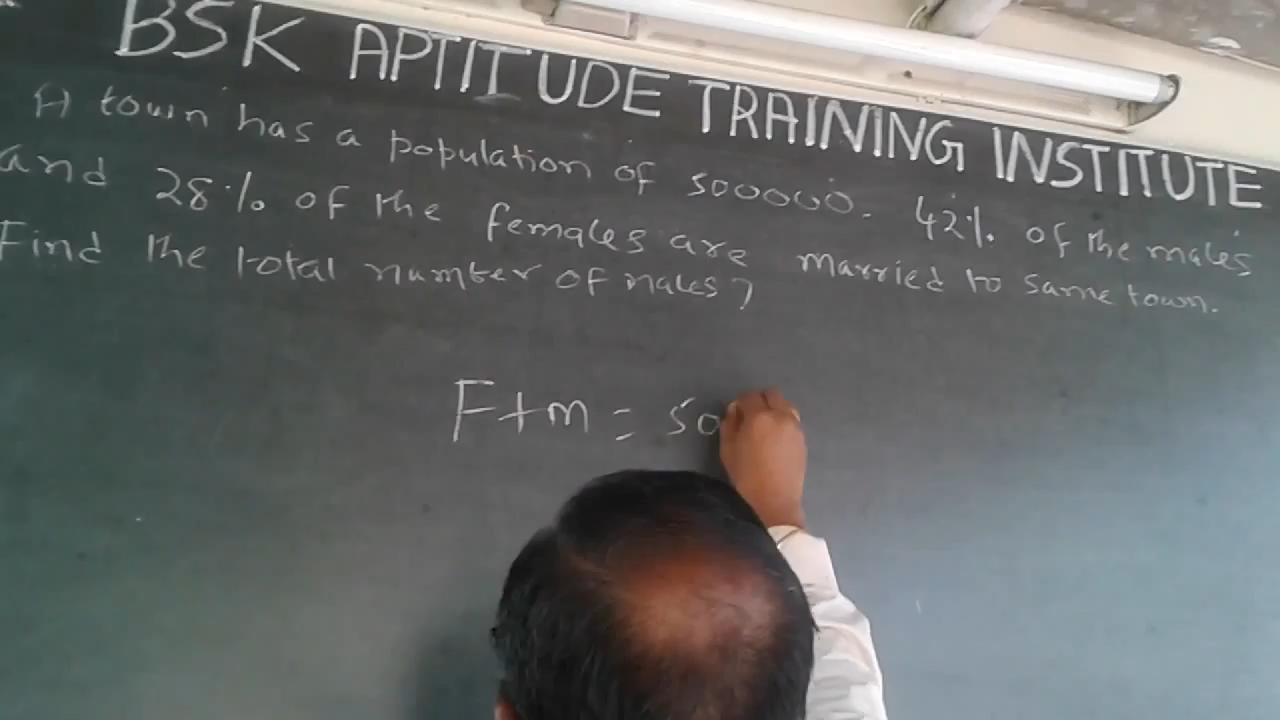 BSK APTITUDE TRAINING INSTITUTE
A town has a population of 500000. 42% of the males
and 28% of the females are married to same town.
Find the total number of males?
F+m = 50